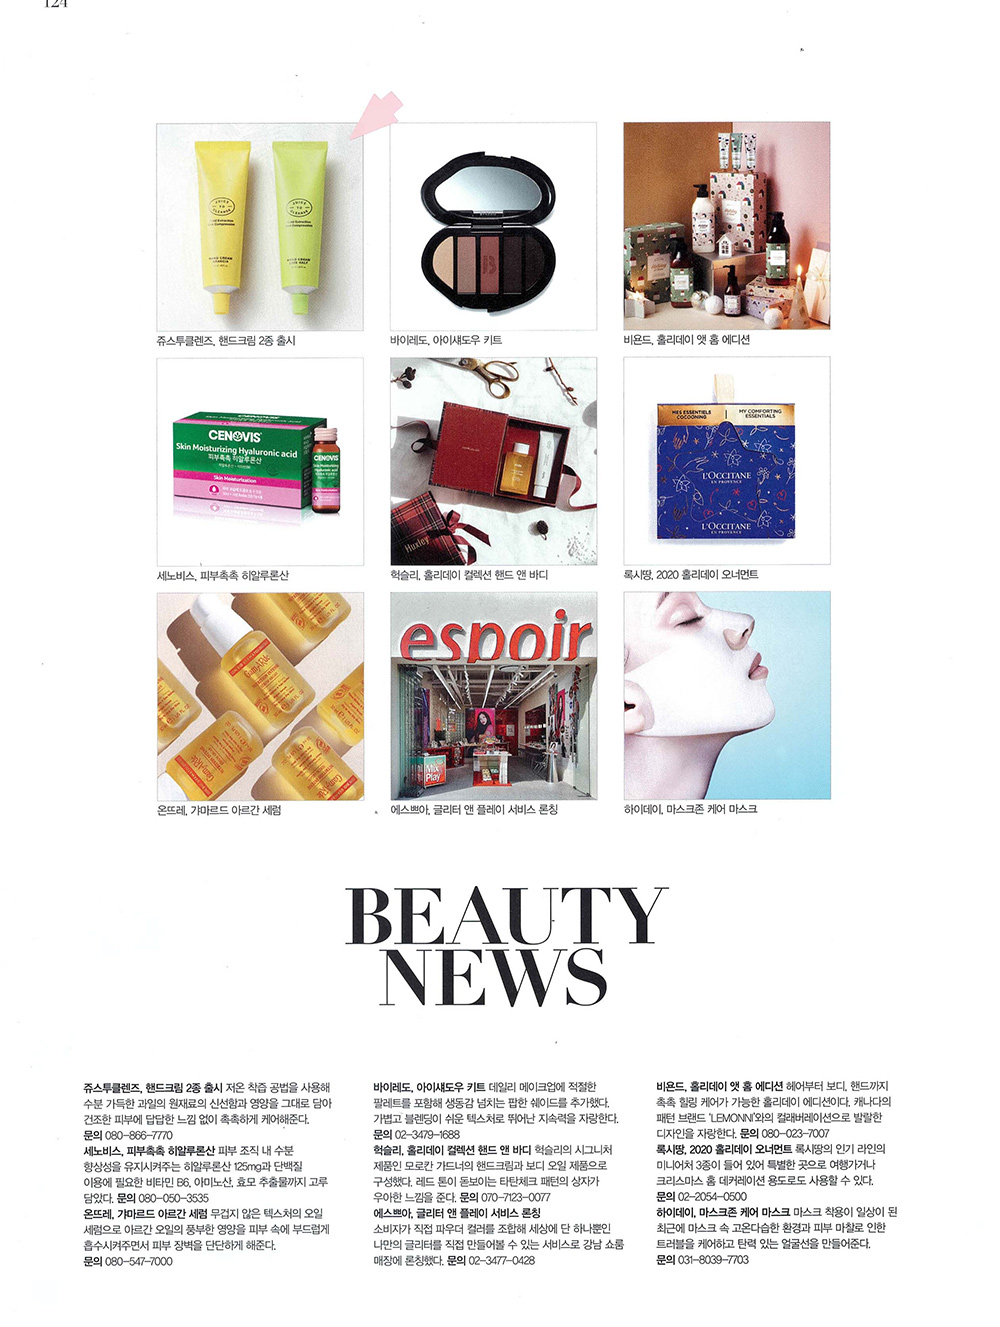 124
JUICE
TO
CLEANSE
HAND CREAM
JUICE
TO
CLEANSE
HAND CREAM
쥬스투클렌즈, 핸드크림 2종 출시
바이레도, 아이섀도우 키트
비욘드, 홀리데이 앳 홈 에디션
CENOVIS
Skin Moisturizing Hyaluronic acid
피부촉촉 히알루론산
Skin Moisturization
CENOVIS
Huxley
MES ESSENTIELS
COCOONING
MY COMFORTING
ESSENTIALS
L'OCCITANE
EN PROVENCE
L'OCCITANE
EN PROVENCE
세노비스, 피부촉촉 히알루론산
헉슬리, 홀리데이 컬렉션 핸드 앤 바디
록시땅, 2020 홀리데이 오너먼트
espoir
Mix
Play
온뜨레, 갸마르드 아르간 세럼
에스쁘아, 글리터 앤 플레이 서비스 론칭
하이데이, 마스크존 케어 마스크
BEAUTY
NEWS
쥬스투클렌즈, 핸드크림 2종 출시 저온 착즙 공법을 사용해
수분 가득한 과일의 원재료의 신선함과 영양을 그대로 담아
건조한 피부에 답답한 느낌 없이 촉촉하게 케어해준다.
문의 080-866-7770
세노비스, 피부촉촉 히알루론산 피부 조직 내 수분
항상성을 유지시켜주는 히알루론산 125mg과 단백질
이용에 필요한 비타민 B6, 아미노산, 효모 추출물까지 고루
담았다. 문의 080-050-3535
온뜨레, 갸마르드 아르간 세럼 무겁지 않은 텍스처의 오일
세럼으로 아르간 오일의 풍부한 영양을 피부 속에 부드럽게
흡수시켜주면서 피부 장벽을 단단하게 해준다.
문의 080-547-7000
바이레도, 아이섀도우 키트 데일리 메이크업에 적절한
팔레트를 포함해 생동감 넘치는 팝한 쉐이드를 추가했다.
가볍고 블렌딩이 쉬운 텍스처로 뛰어난 지속력을 자랑한다.
문의 02-3479-1688
헉슬리, 홀리데이 컬렉션 핸드 앤 바디 헉슬리의 시그니처
제품인 모로칸 가드너의 핸드크림과 보디 오일 제품으로
구성했다. 레드 톤이 돋보이는 타탄체크 패턴의 상자가
우아한 느낌을 준다. 문의 070-7123-0077
에스쁘아, 글리터 앤 플레이 서비스 론칭
소비자가 직접 파우더 컬러를 조합해 세상에 단 하나뿐인
나만의 글리터를 직접 만들어볼 수 있는 서비스로 강남 쇼룸
매장에 론칭했다. 문의 02-3477-0428
비욘드, 홀리데이 앳 홈 에디션 헤어부터 보디, 핸드까지
촉촉 힐링 케어가 가능한 홀리데이 에디션이다. 캐나다의
패턴 브랜드 'LEMONNI'와의 컬래버레이션으로 발랄한
디자인을 자랑한다. 문의 080-023-7007
록시땅, 2020 홀리데이 오너먼트 록시땅의 인기 라인의
미니어처 3종이 들어 있어 특별한 곳으로 여행가거나
크리스마스 홈 데커레이션 용도로도 사용할 수 있다.
문의 02-2054-0500
하이데이, 마스크존 케어 마스크 마스크 착용이 일상이 된
최근에 마스크 속 고온다습한 환경과 피부 마찰로 인한
트러블을 케어하고 탄력 있는 얼굴선을 만들어준다.
문의 031-8039-7703